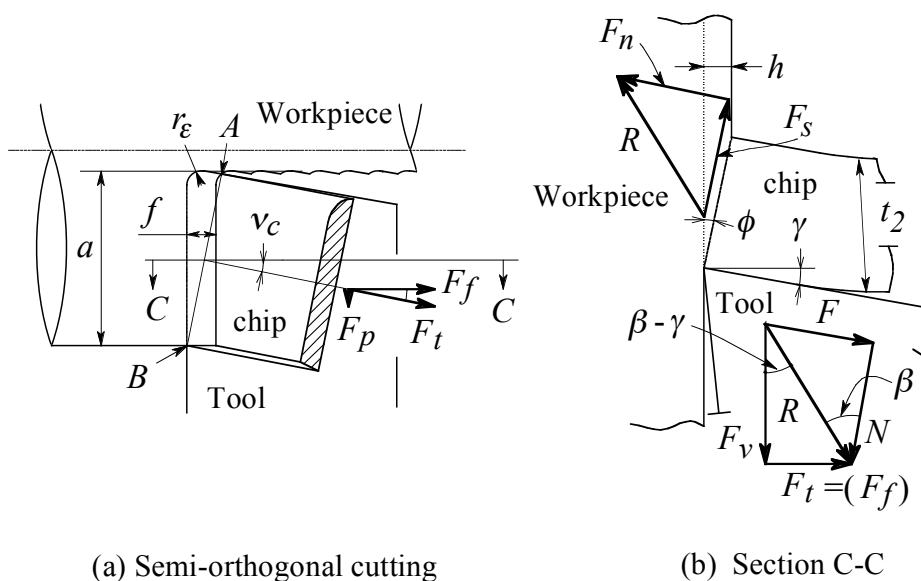 Workpiece
r_ε
A
f
a
ν_c
C
C
F_f
F_p
F_t
chip
B
Tool
(a) Semi-orthogonal cutting
F_n
h
R
F_s
Workpiece
chip
t_2
ϕ
γ
Tool
F
β - γ
β
R
N
F_v
F_t =(F_f)
(b) Section C-C